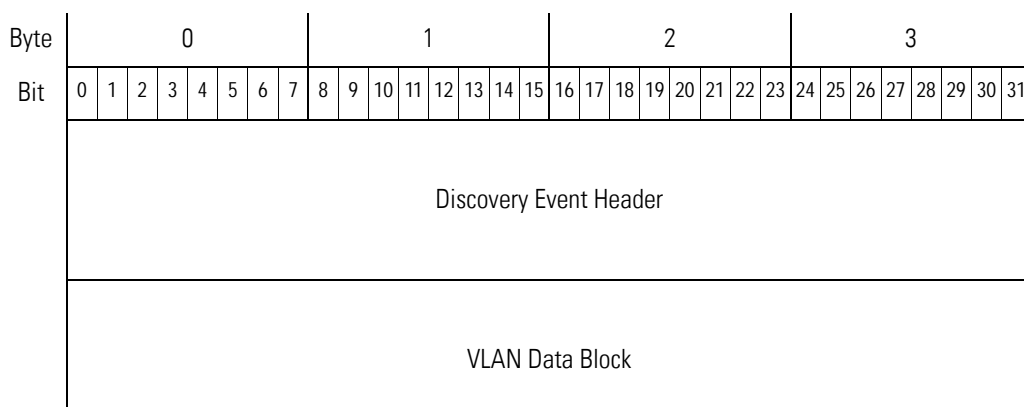 Byte 0 1 2 3
Bit 0 1 2 3 4 5 6 7 8 9 10 11 12 13 14 15 16 17 18 19 20 21 22 23 24 25 26 27 28 29 30 31
Discovery Event Header
VLAN Data Block